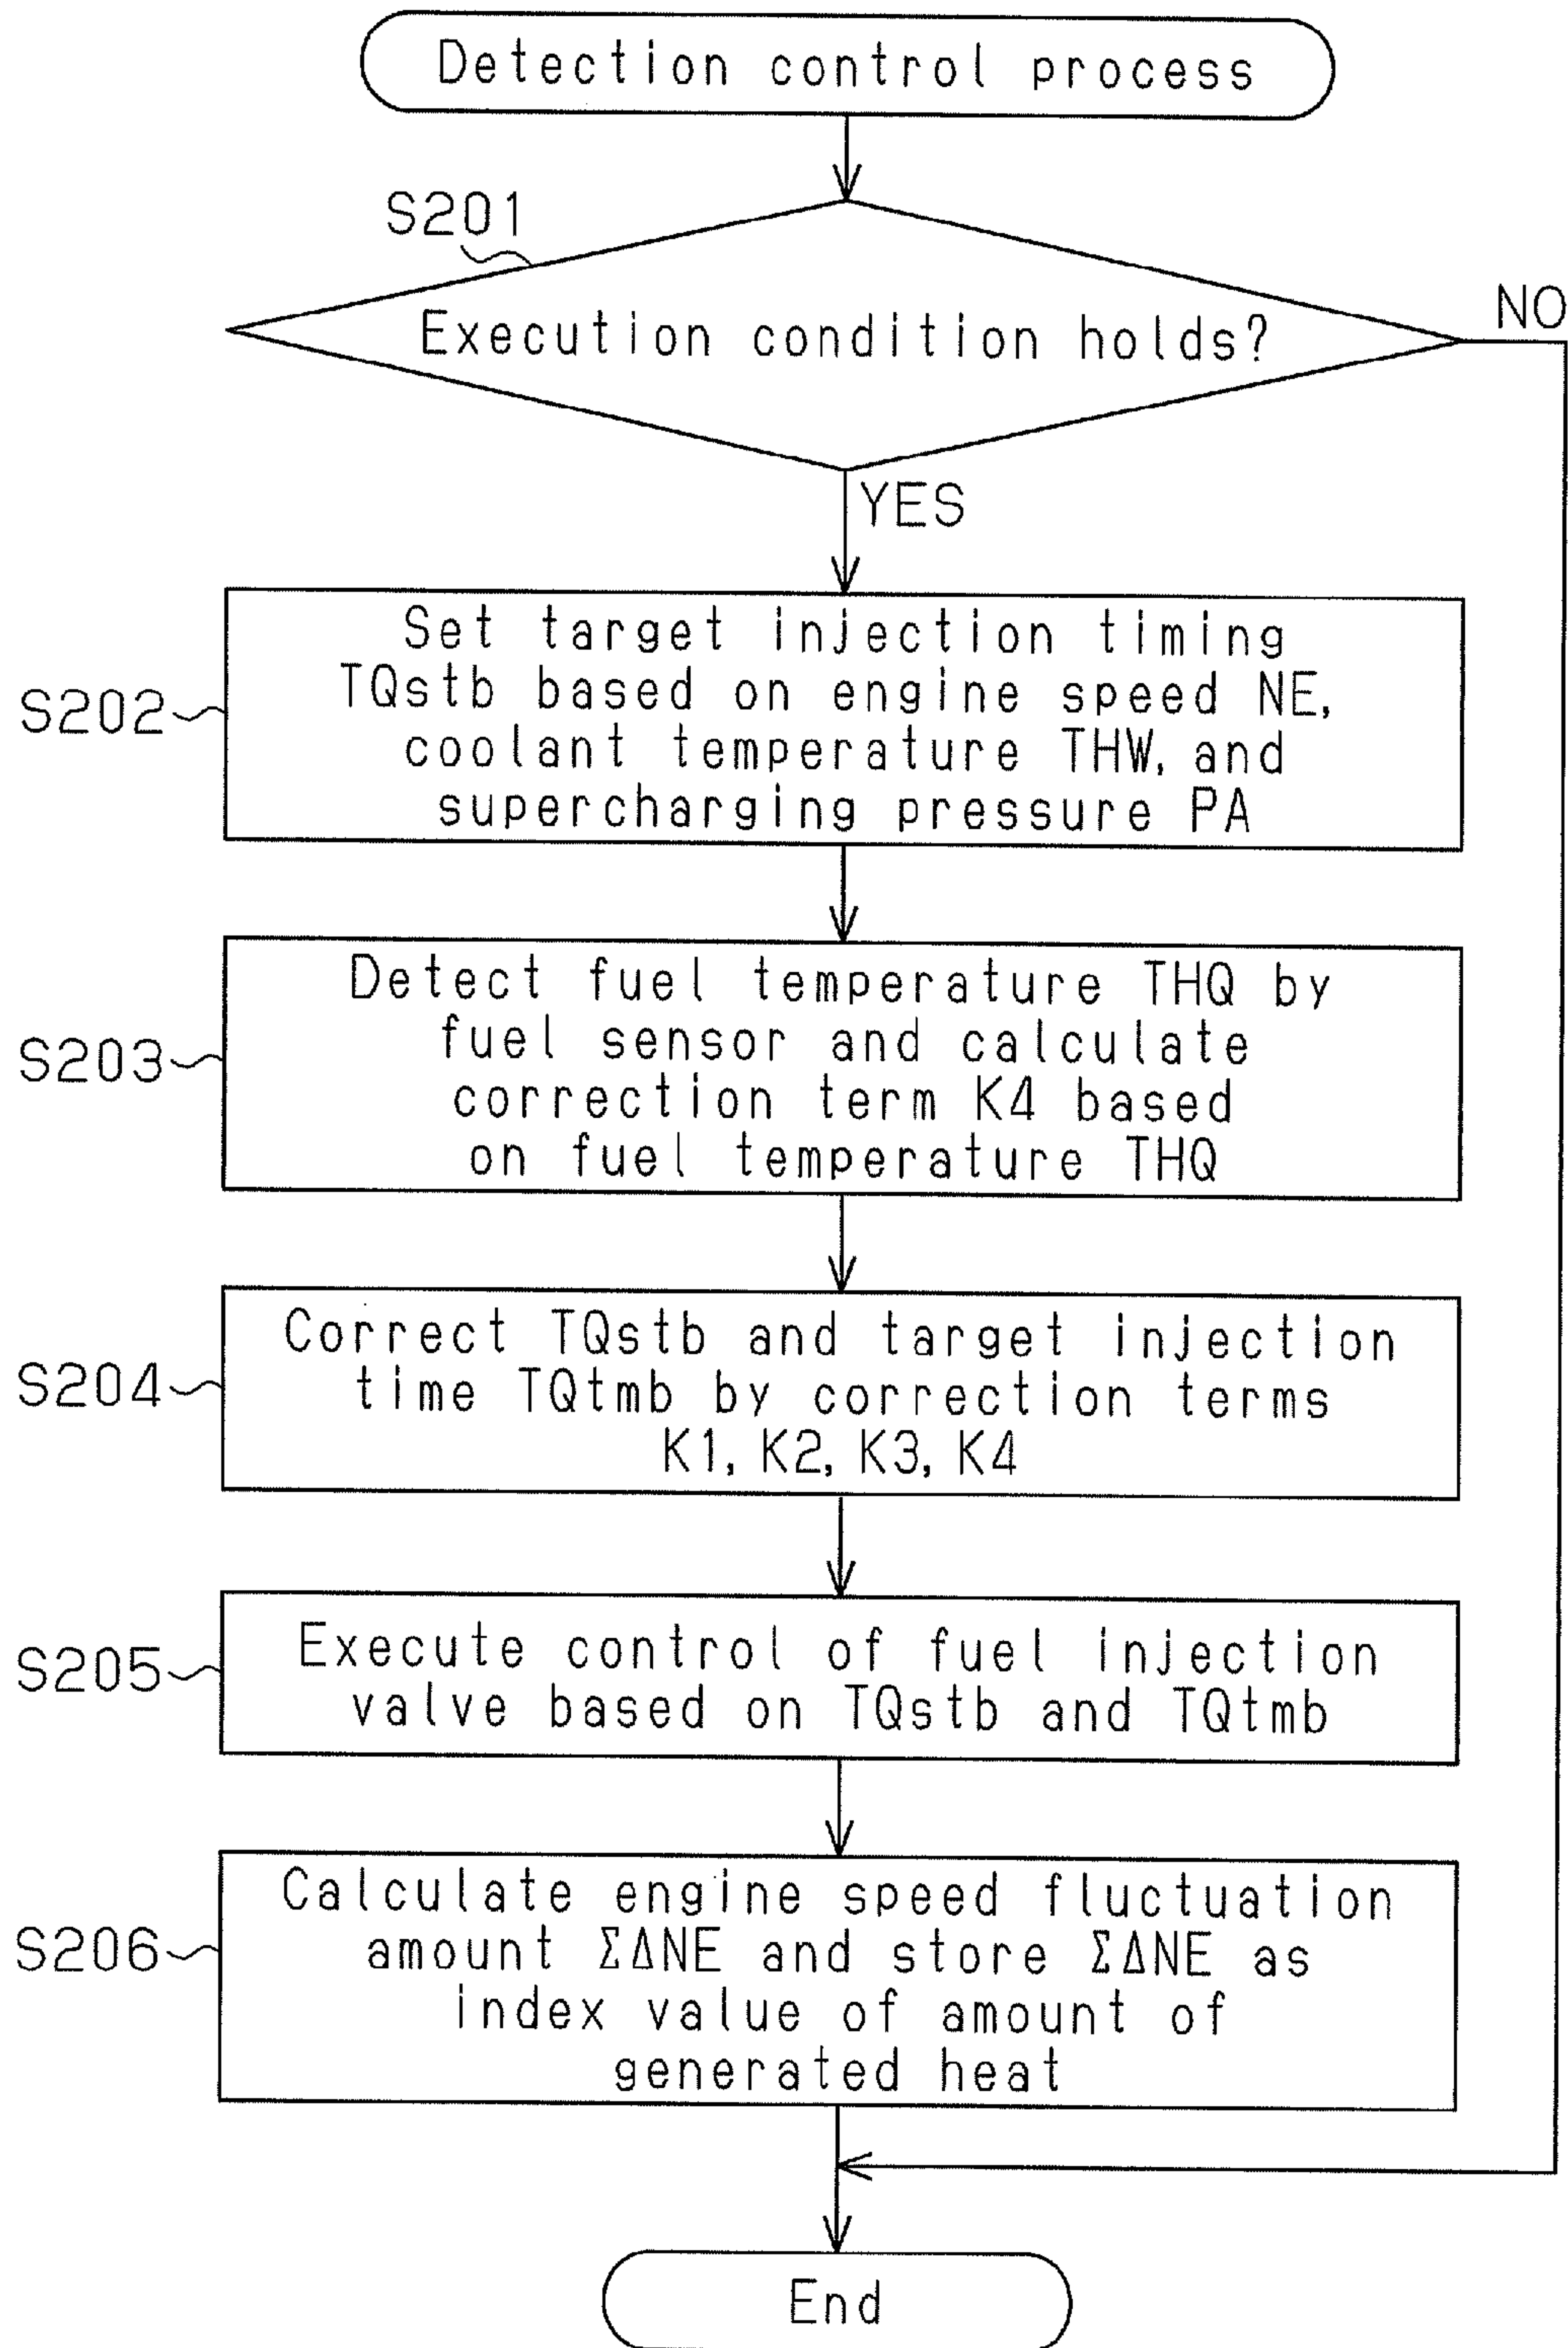 Detection control process
S201
Execution condition holds?
NO
YES
S202
Set target injection timing
TQstb based on engine speed NE,
coolant temperature THW, and
supercharging pressure PA
S203
Detect fuel temperature THQ by
fuel sensor and calculate
correction term K4 based
on fuel temperature THQ
S204
Correct TQstb and target injection
time TQtmb by correction terms
K1, K2, K3, K4
S205
Execute control of fuel injection
valve based on TQstb and TQtmb
S206
Calculate engine speed fluctuation
amount ΣΔNE and store ΣΔNE as
index value of amount of
generated heat
End